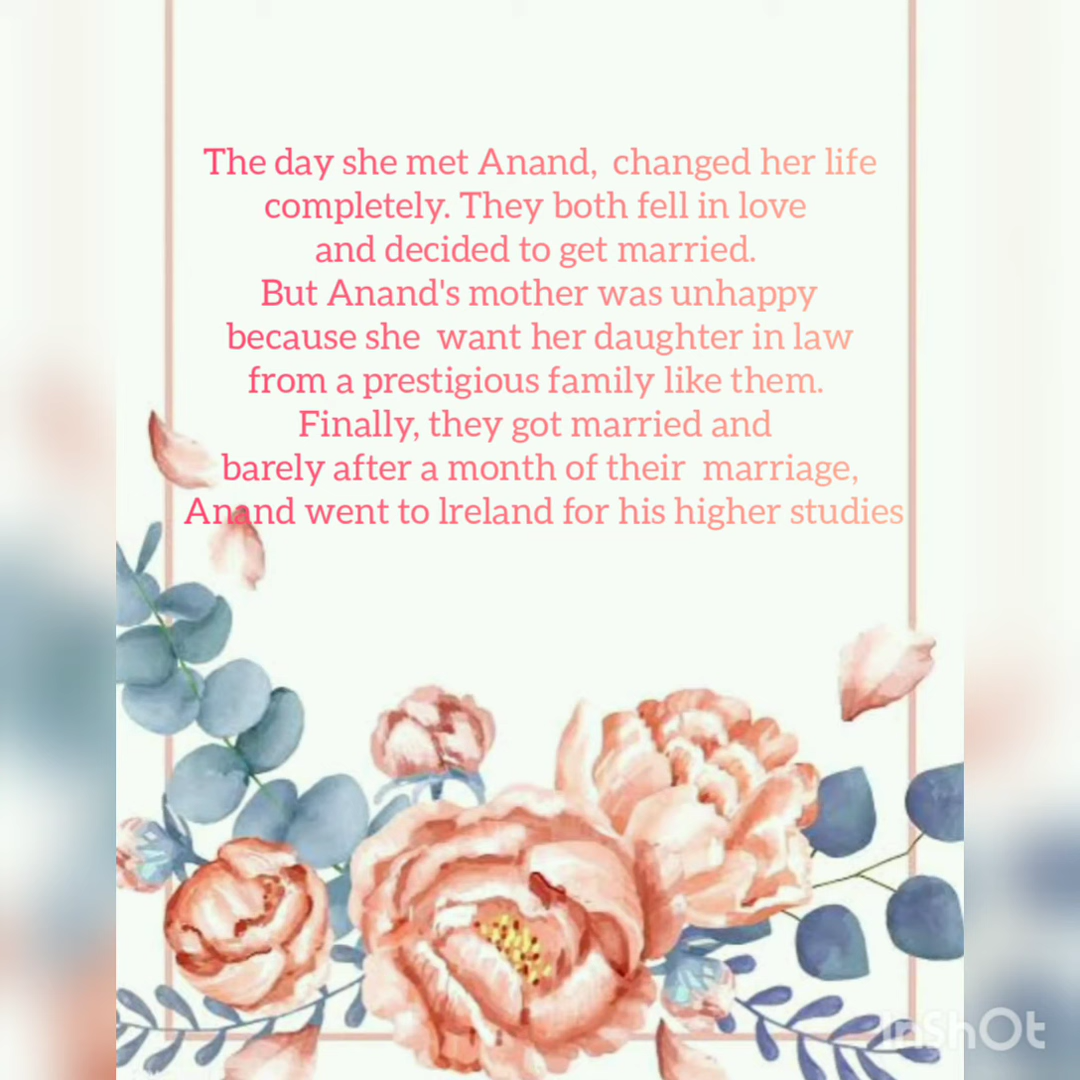 The day she met Anand,  changed her life
completely. They both fell in love
and decided to get married.
But Anand's mother was unhappy
because she  want her daughter in law
from a prestigious family like them.
Finally, they got married and
barely after a month of their  marriage,
Anand went to lreland for his higher studies
InShOt